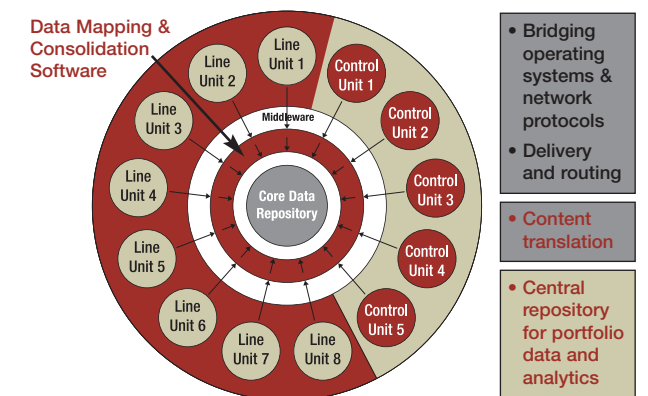 Data Mapping &
Consolidation
Software
Line
Unit 1
Line
Unit 2
Line
Unit 3
Line
Unit 4
Line
Unit 5
Line
Unit 6
Line
Unit 7
Line
Unit 8
Control
Unit 1
Control
Unit 2
Control
Unit 3
Control
Unit 4
Control
Unit 5
Middleware
Core Data
Repository
• Bridging
operating
systems &
network
protocols
• Delivery
and routing
• Content
translation
• Central
repository
for portfolio
data and
analytics